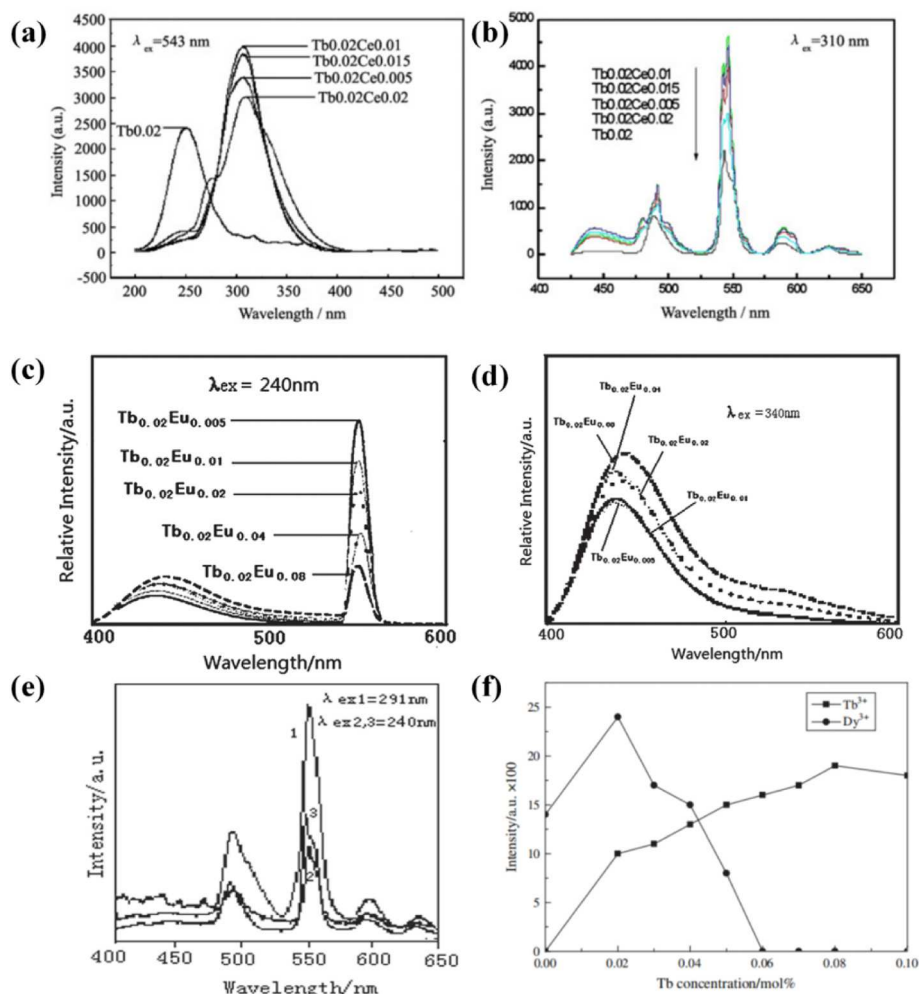 (a)
λ ex =543 nm
4000
3500
3000
2500
2000
1500
1000
500
0
-500
Tb0.02Ce0.01
Tb0.02Ce0.015
Tb0.02Ce0.005
Tb0.02Ce0.02
Tb0.02
Intensity (a.u.)
200 250 300 350 400 450 500
Wavelength / nm
(b)
λ ex =310 nm
5000
4000
3000
2000
1000
0
Tb0.02Ce0.01
Tb0.02Ce0.015
Tb0.02Ce0.005
Tb0.02Ce0.02
Tb0.02
Intensity (a.u.)
400 450 500 550 600 650
Wavelength / nm
(c)
λex = 240nm
Tb0.02Eu0.005
Tb0.02Eu0.01
Tb0.02Eu0.02
Tb0.02Eu0.04
Tb0.02Eu0.08
Relative Intensity/a.u.
400 500 600
Wavelength/nm
(d)
λ ex =340nm
Tb0.02Eu0.04
Tb0.02Eu0.02
Tb0.02Eu0.01
Tb0.02Eu0.005
Relative Intensity/a.u.
400 500 600
Wavelength/nm
(e)
λ ex1=291nm
λ ex2,3=240nm
1
3
2
Intensity/a.u.
400 450 500 550 600 650
Wavelength/nm
(f)
Tb3+
Dy3+
25
20
15
10
5
0
Intensity/a.u. ×100
0.00 0.02 0.04 0.06 0.08 0.10
Tb concentration/mol%